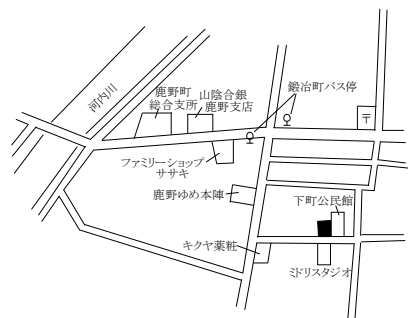 河内川
鹿野町
総合支所
山陰合銀
鹿野支店
鍛冶町バス停
〒
ファミリーショップ
ササキ
鹿野ゆめ本陣
下町公民館
キクヤ薬粧
ミドリスタジオ